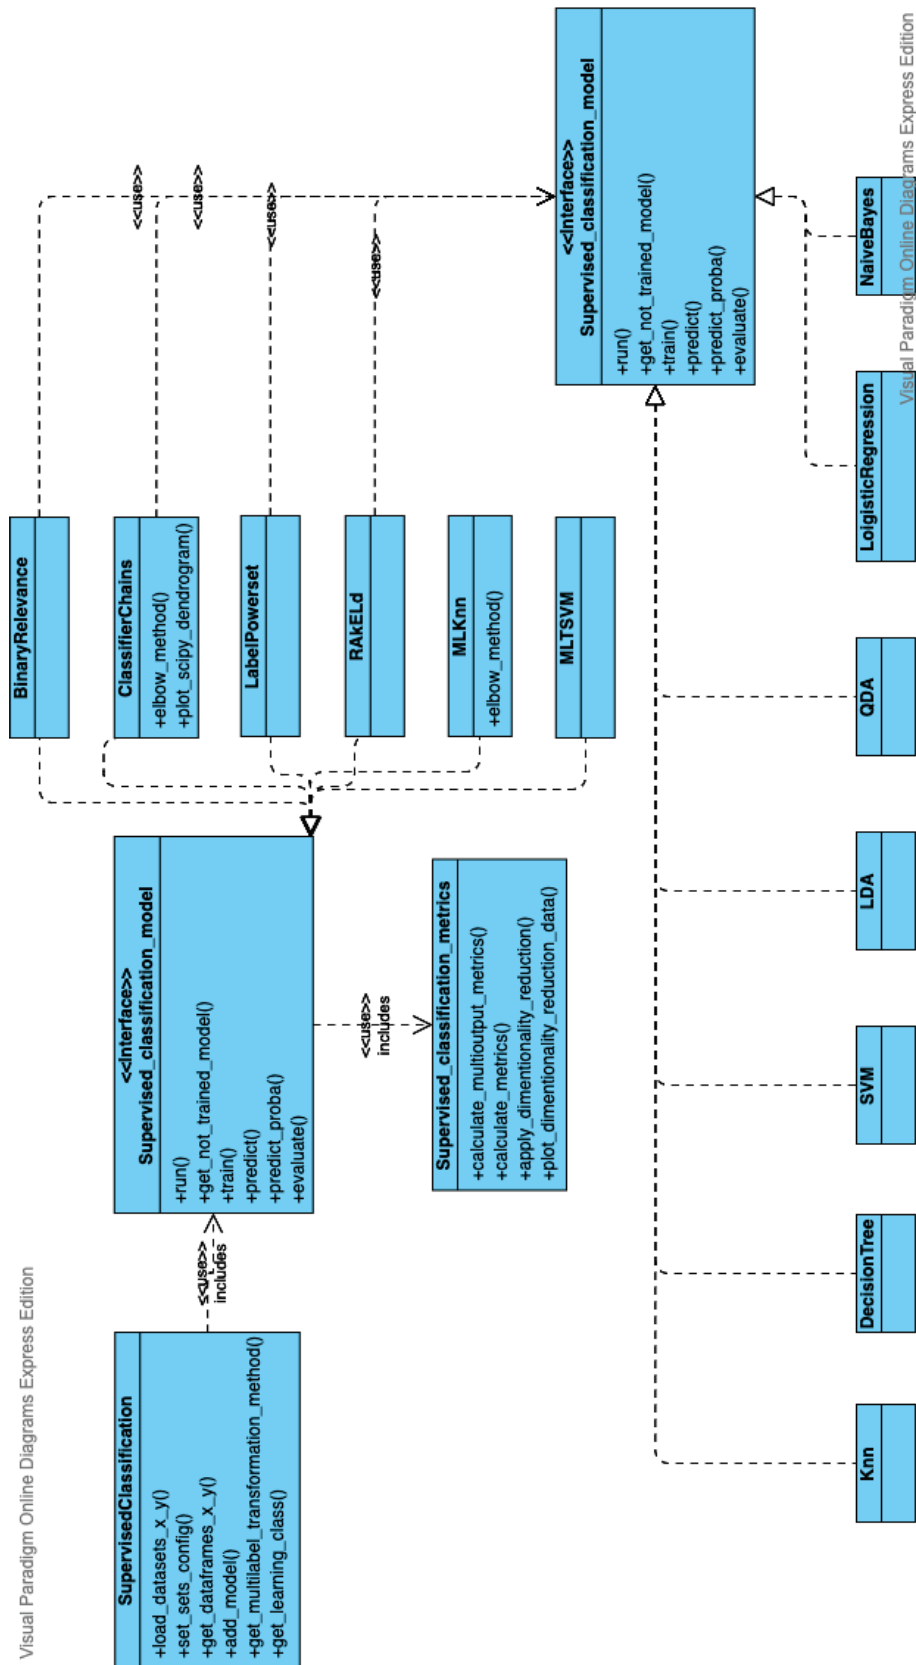 Visual Paradigm Online Diagrams Express Edition
SupervisedClassification
+load_datasets_x_y()
+set_sets_config()
+get_dataframes_x_y()
+add_model()
+get_multilabel_transformation_method()
+get_learning_class()
<<use>>
includes
<<Interface>>
Supervised_classification_model
+run()
+get_not_trained_model()
+train()
+predict()
+predict_proba()
+evaluate()
<<use>>
includes
Supervised_classification_metrics
+calculate_multioutput_metrics()
+calculate_metrics()
+apply_dimentionality_reduction()
+plot_dimentionality_reduction_data()
BinaryRelevance
ClassifierChains
+elbow_method()
+plot_scipy_dendrogram()
LabelPowerset
RAkELd
MLKnn
+elbow_method()
MLTSVM
<<use>>
<<use>>
<<use>>
<<use>>
<<Interface>>
Supervised_classification_model
+run()
+get_not_trained_model()
+train()
+predict()
+predict_proba()
+evaluate()
Knn
DecisionTree
SVM
LDA
QDA
LoigisticRegression
NaiveBayes
Visual Paradigm Online Diagrams Express Edition